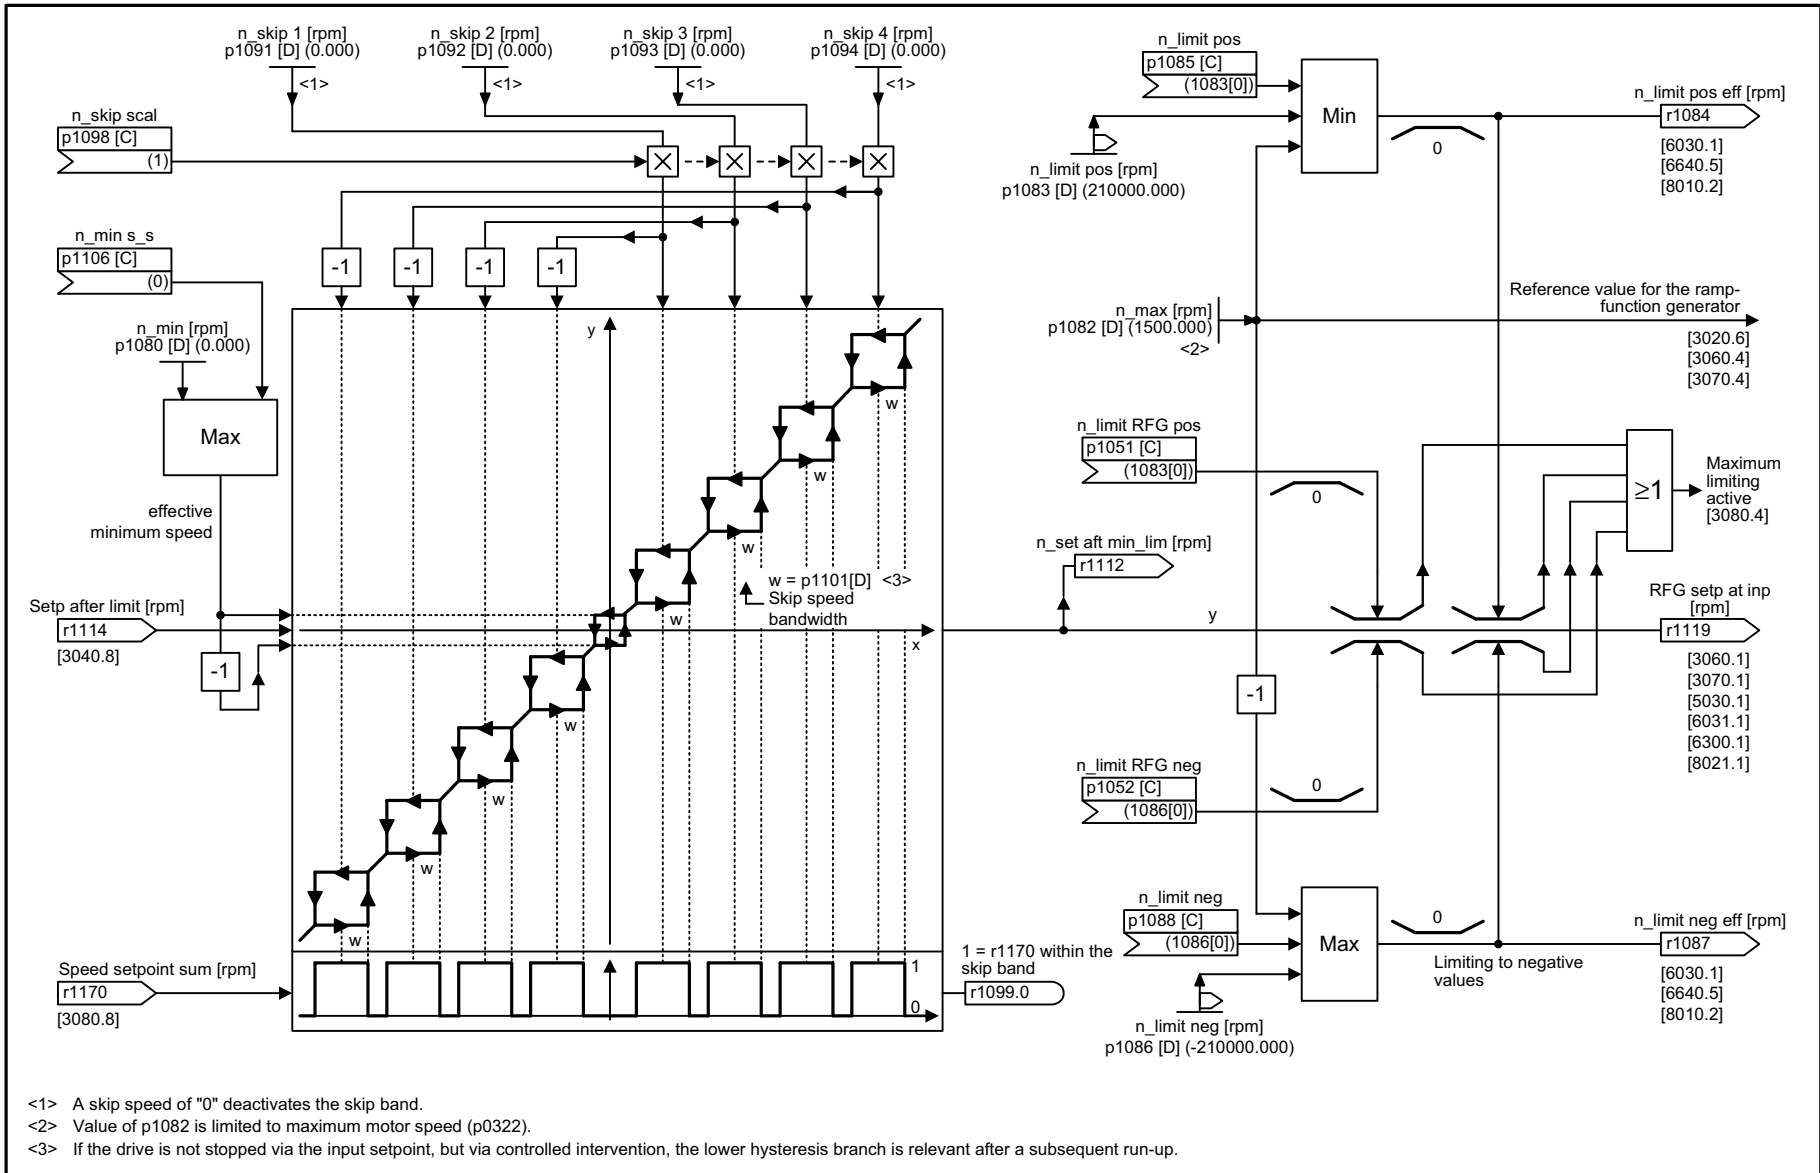 n_skip 1 [rpm]
p1091 [D] (0.000)
<1>
n_skip 2 [rpm]
p1092 [D] (0.000)
<1>
n_skip 3 [rpm]
p1093 [D] (0.000)
<1>
n_skip 4 [rpm]
p1094 [D] (0.000)
<1>
n_skip scal
p1098 [C]
(1)
n_min s_s
p1106 [C]
(0)
-1
-1
-1
-1
n_min [rpm]
p1080 [D] (0.000)
Max
effective
minimum speed
Setp after limit [rpm]
r1114
[3040.8]
-1
y
x
w
w
w
w
w = p1101[D] <3>
Skip speed
bandwidth
w
w
w
w
Speed setpoint sum [rpm]
r1170
[3080.8]
1
0
1 = r1170 within the
skip band
r1099.0
n_limit pos
p1085 [C]
(1083[0])
n_limit pos [rpm]
p1083 [D] (210000.000)
Min
0
n_limit pos eff [rpm]
r1084
[6030.1]
[6640.5]
[8010.2]
n_max [rpm]
p1082 [D] (1500.000)
<2>
Reference value for the ramp-
function generator
[3020.6]
[3060.4]
[3070.4]
n_limit RFG pos
p1051 [C]
(1083[0])
0
≥1
Maximum
limiting
active
[3080.4]
n_set aft min_lim [rpm]
r1112
y
RFG setp at inp
[rpm]
r1119
[3060.1]
[3070.1]
[5030.1]
[6031.1]
[6300.1]
[8021.1]
-1
n_limit RFG neg
p1052 [C]
(1086[0])
0
n_limit neg
p1088 [C]
(1086[0])
n_limit neg [rpm]
p1086 [D] (-210000.000)
Max
0
Limiting to negative
values
n_limit neg eff [rpm]
r1087
[6030.1]
[6640.5]
[8010.2]
<1> A skip speed of "0" deactivates the skip band.
<2> Value of p1082 is limited to maximum motor speed (p0322).
<3> If the drive is not stopped via the input setpoint, but via controlled intervention, the lower hysteresis branch is relevant after a subsequent run-up.